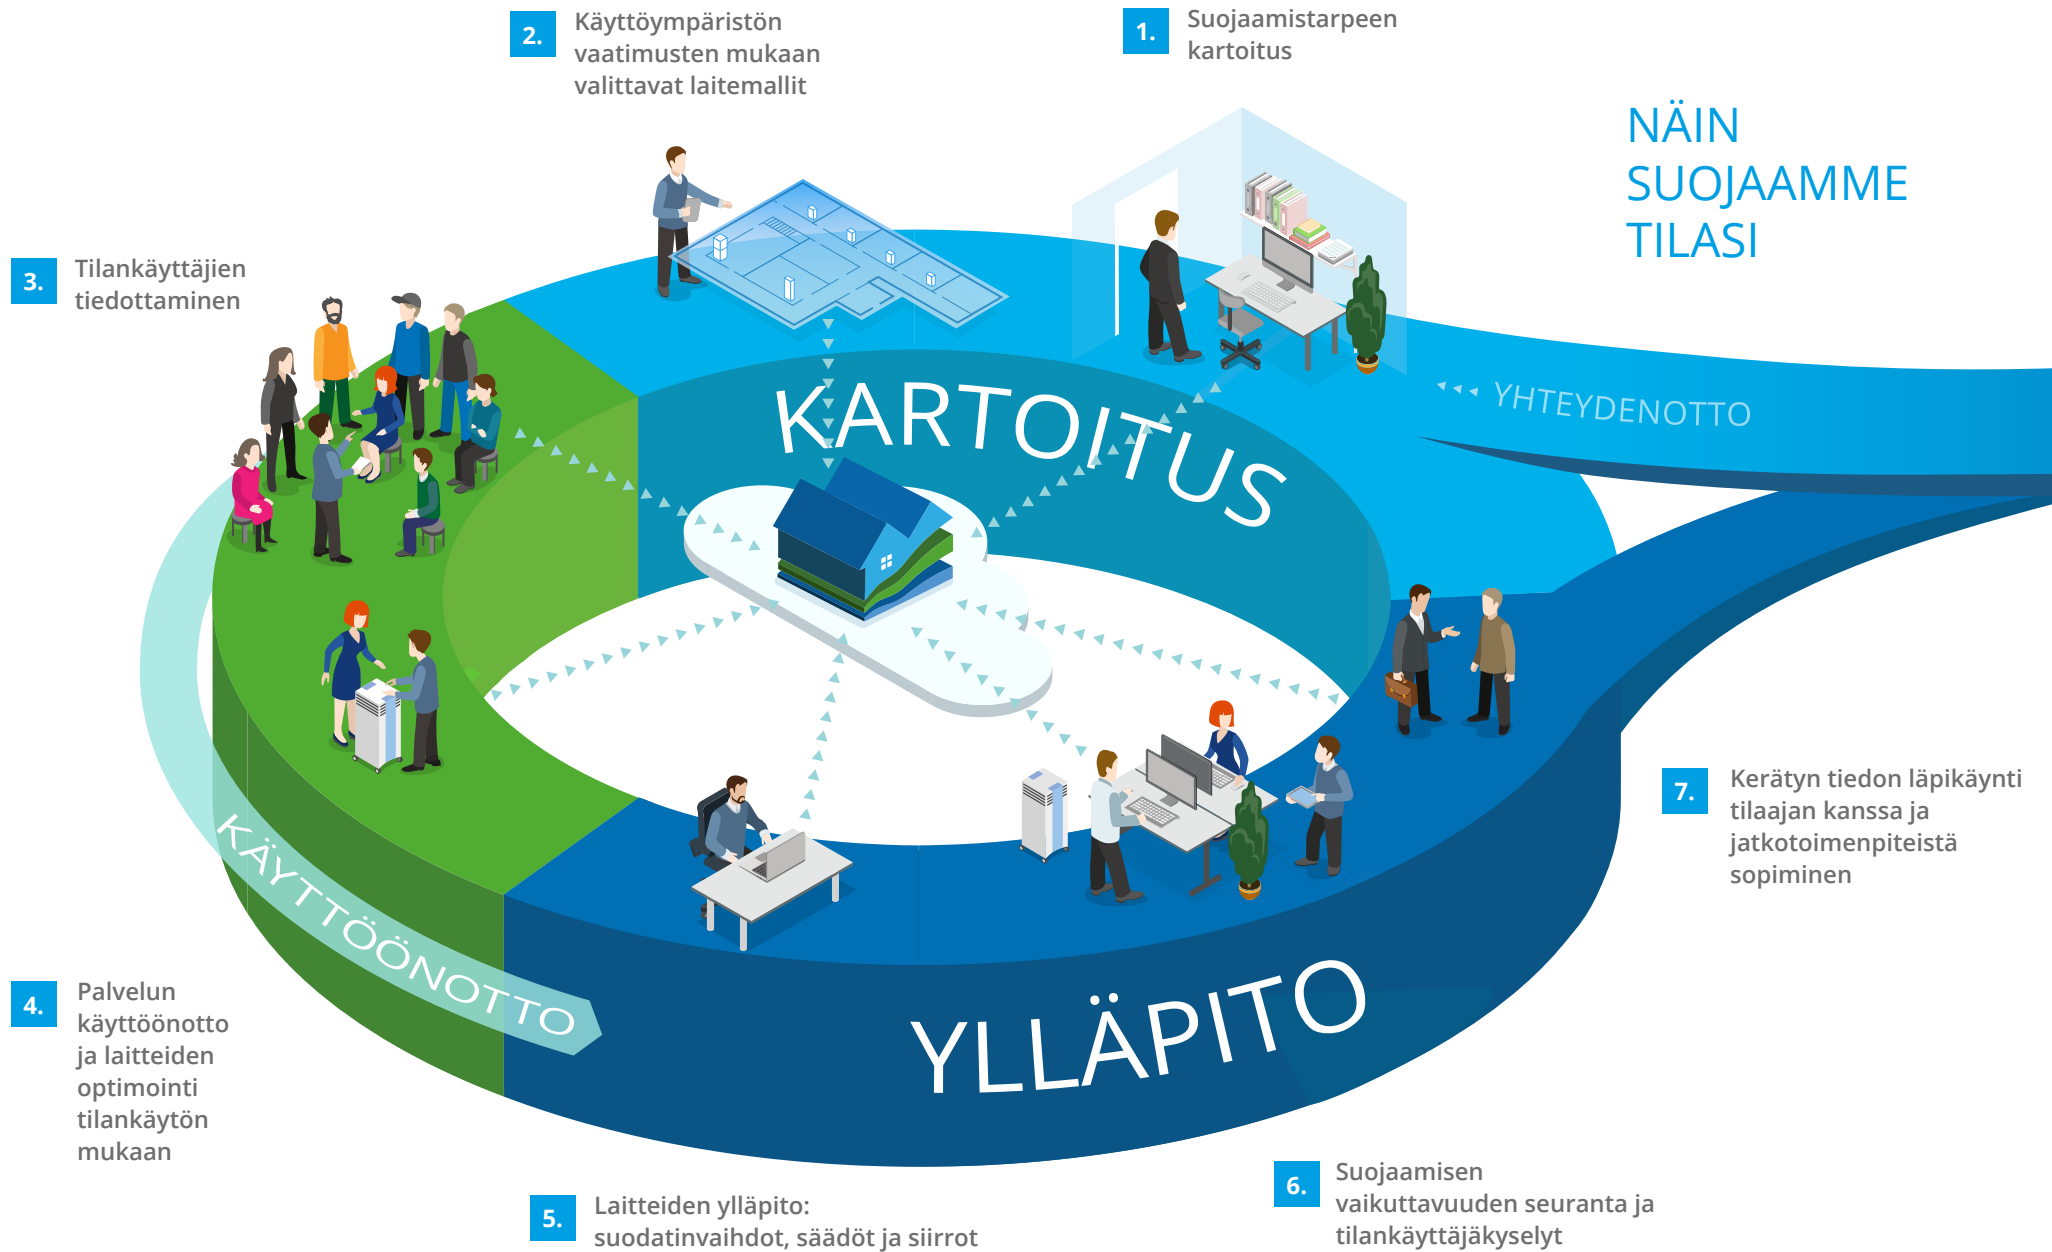 NÄIN
SUOJAAMME
TILASI
1.
Suojaamistarpeen
kartoitus
2.
Käyttöympäristön
vaatimusten mukaan
valittavat laitemallit
3.
Tilankäyttäjien
tiedottaminen
YHTEYDENOTTO
KARTOITUS
KÄYTTÖÖNOTTO
YLLÄPITO
4.
Palvelun
käyttöönotto
ja laitteiden
optimointi
tilankäytön
mukaan
5.
Laitteiden ylläpito:
suodatinvaihdot, säädöt ja siirrot
6.
Suojaamisen
vaikuttavuuden seuranta ja
tilankäyttäjäkyselyt
7.
Kerätyn tiedon läpikäynti
tilaajan kanssa ja
jatkotoimenpiteistä
sopiminen